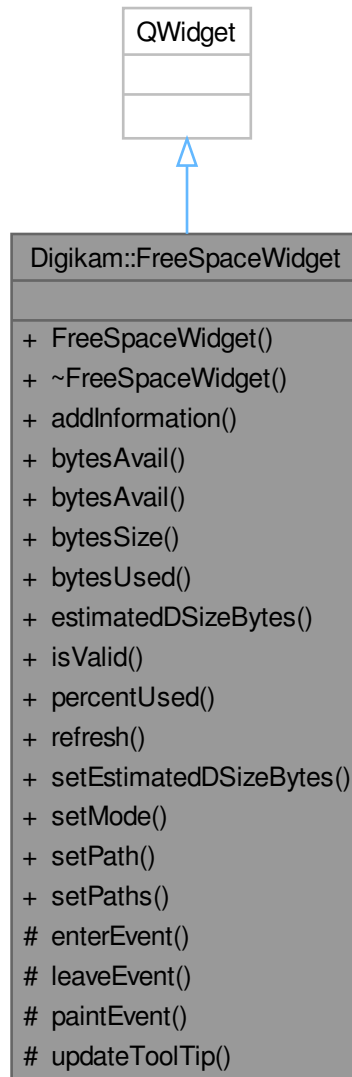 QWidget
Digikam::FreeSpaceWidget
+ FreeSpaceWidget()
+ ~FreeSpaceWidget()
+ addInformation()
+ bytesAvail()
+ bytesAvail()
+ bytesSize()
+ bytesUsed()
+ estimatedDSizeBytes()
+ isValid()
+ percentUsed()
+ refresh()
+ setEstimatedDSizeBytes()
+ setMode()
+ setPath()
+ setPaths()
# enterEvent()
# leaveEvent()
# paintEvent()
# updateToolTip()